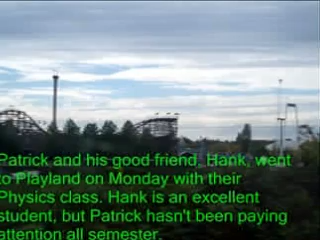 Patrick and his good friend, Hank, went
to Playland on Monday with their
Physics class. Hank is an excellent
student, but Patrick hasn't been paying
attention all semester.